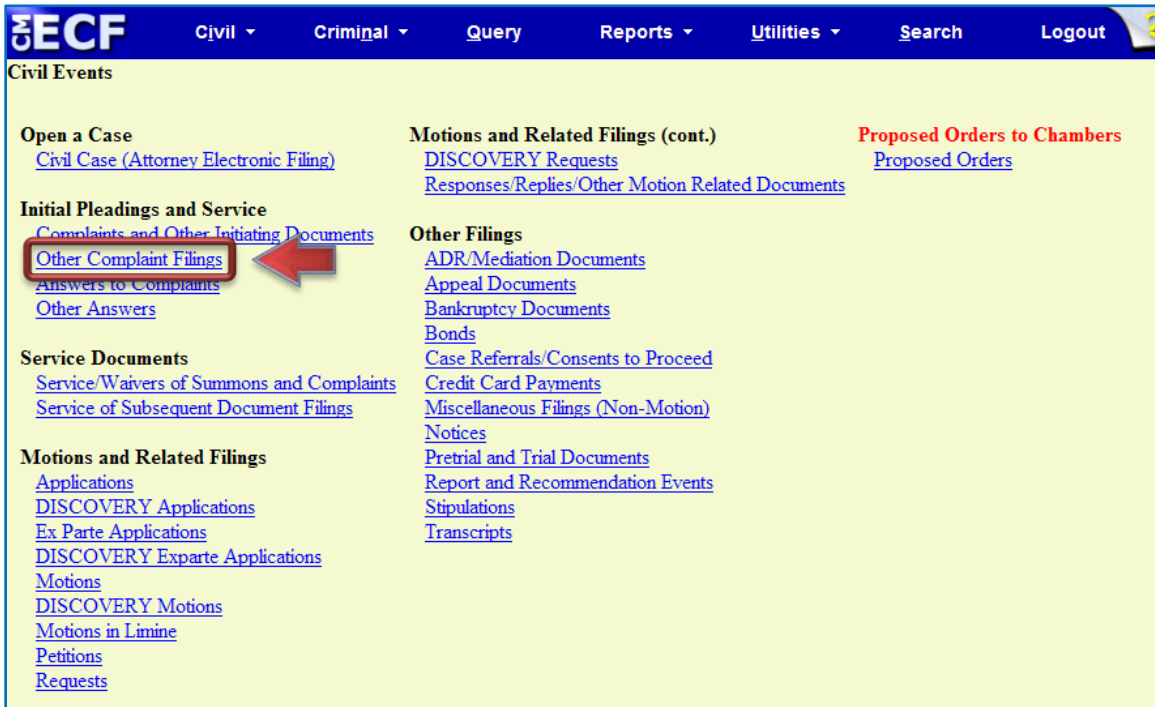 CM ECF Civil Criminal Query Reports Utilities Search Logout ?
Civil Events
Open a Case
Civil Case (Attorney Electronic Filing)
Initial Pleadings and Service
Complaints and Other Initiating Documents
Other Complaint Filings
Answers to Complaints
Other Answers
Service Documents
Service/Waivers of Summons and Complaints
Service of Subsequent Document Filings
Motions and Related Filings
Applications
DISCOVERY Applications
Ex Parte Applications
DISCOVERY Exparte Applications
Motions
DISCOVERY Motions
Motions in Limine
Petitions
Requests
Motions and Related Filings (cont.)
DISCOVERY Requests
Responses/Replies/Other Motion Related Documents
Other Filings
ADR/Mediation Documents
Appeal Documents
Bankruptcy Documents
Bonds
Case Referrals/Consents to Proceed
Credit Card Payments
Miscellaneous Filings (Non-Motion)
Notices
Pretrial and Trial Documents
Report and Recommendation Events
Stipulations
Transcripts
Proposed Orders to Chambers
Proposed Orders